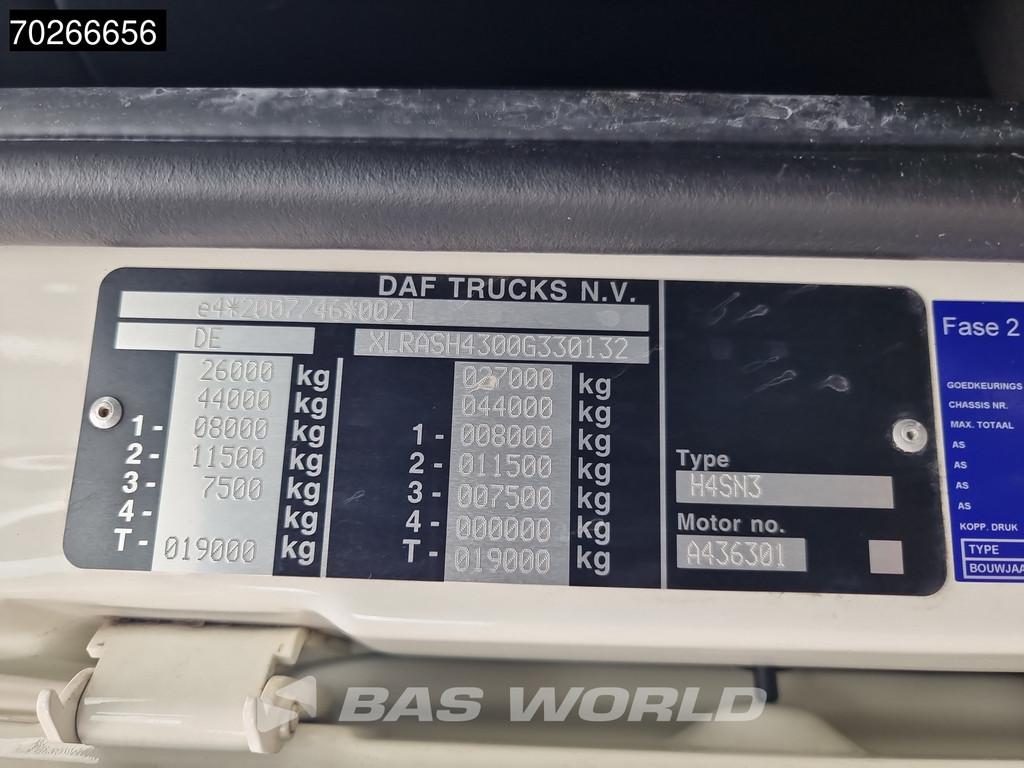 70266656
DAF TRUCKS N.V.
e4*2007/46*0021
DE XLRASH4300G330132
26000 kg 027000 kg
44000 kg 044000 kg
1- 08000 kg 1- 008000 kg
2- 11500 kg 2- 011500 kg
3- 7500 kg 3- 007500 kg
4- kg 4- 000000 kg
T- 019000 kg T- 019000 kg
Type
H4SN3
Motor no.
A436301
Fase 2
GOEDKEURINGS
CHASSIS NR.
MAX. TOTAAL
AS
AS
AS
AS
KOPP. DRUK
TYPE
BOUWJAA
BAS WORLD